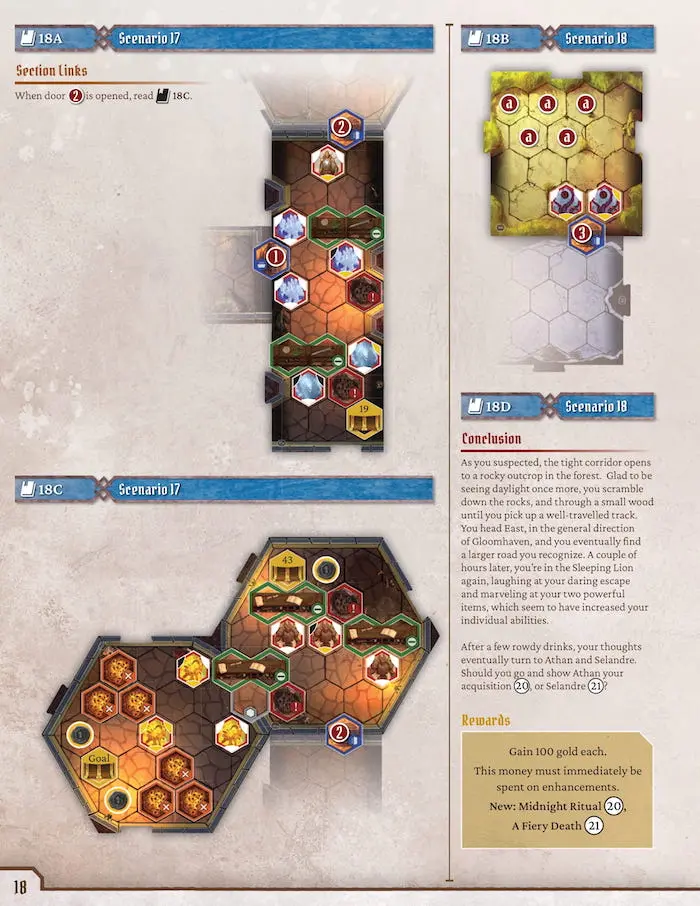 18A Scenario 17
Section Links
When door 2 is opened, read 18C.
2
1
!
!
19
18C Scenario 17
43
!
!
Goal
2
18B Scenario 18
a a a
a a
3
18D Scenario 18
Conclusion
As you suspected, the tight corridor opens
to a rocky outcrop in the forest. Glad to be
seeing daylight once more, you scramble
down the rocks, and through a small wood
until you pick up a well-travelled track.
You head East, in the general direction
of Gloomhaven, and you eventually find
a larger road you recognize. A couple of
hours later, you're in the Sleeping Lion
again, laughing at your daring escape
and marveling at your two powerful
items, which seem to have increased your
individual abilities.
After a few rowdy drinks, your thoughts
eventually turn to Athan and Selandre.
Should you go and show Athan your
acquisition 20, or Selandre 21?
Rewards
Gain 100 gold each.
This money must immediately be
spent on enhancements.
New: Midnight Ritual 20,
A Fiery Death 21
18